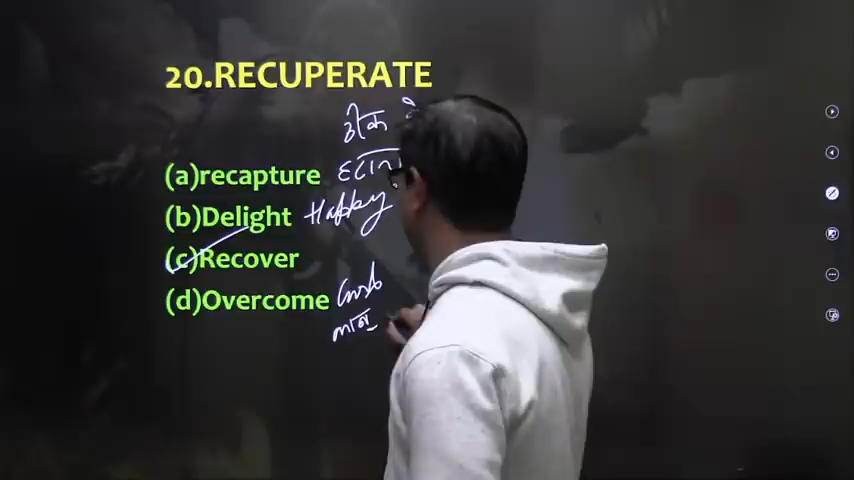 20.RECUPERATE
ठीक
(a)recapture
(b)Delight Happy
(c)Recover
(d)Overcome